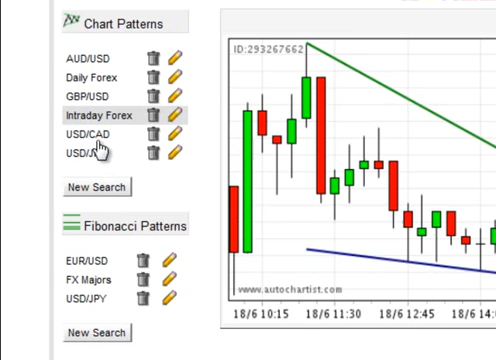 Chart Patterns
AUD/USD
Daily Forex
GBP/USD
Intraday Forex
USD/CAD
New Search
Fibonacci Patterns
EUR/USD
FX Majors
USD/JPY
New Search
ID:293267662
www.autochartist.com
18/6 10:15 18/6 11:30 18/6 12:45